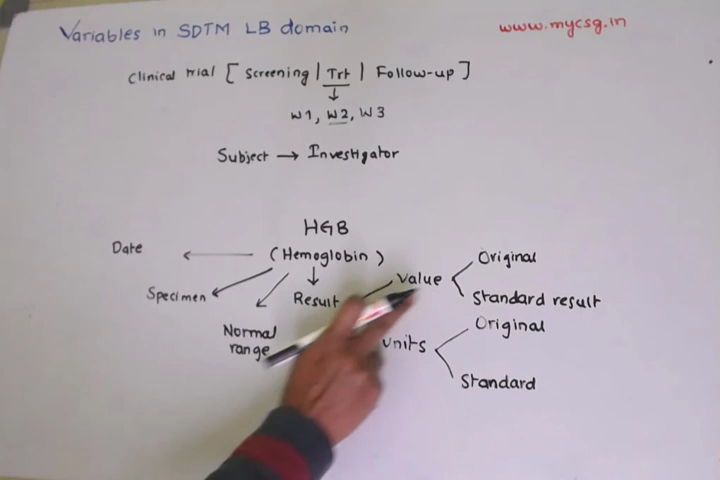 Variables in SDTM LB domain
www.mycsg.in
Clinical trial [ Screening | Trt | Follow-up ]
W1, W2, W3
Subject → Investigator
HGB
Date ← (Hemoglobin)
Original
Value
Specimen
Result
Standard result
Normal range
Original
Units
Standard